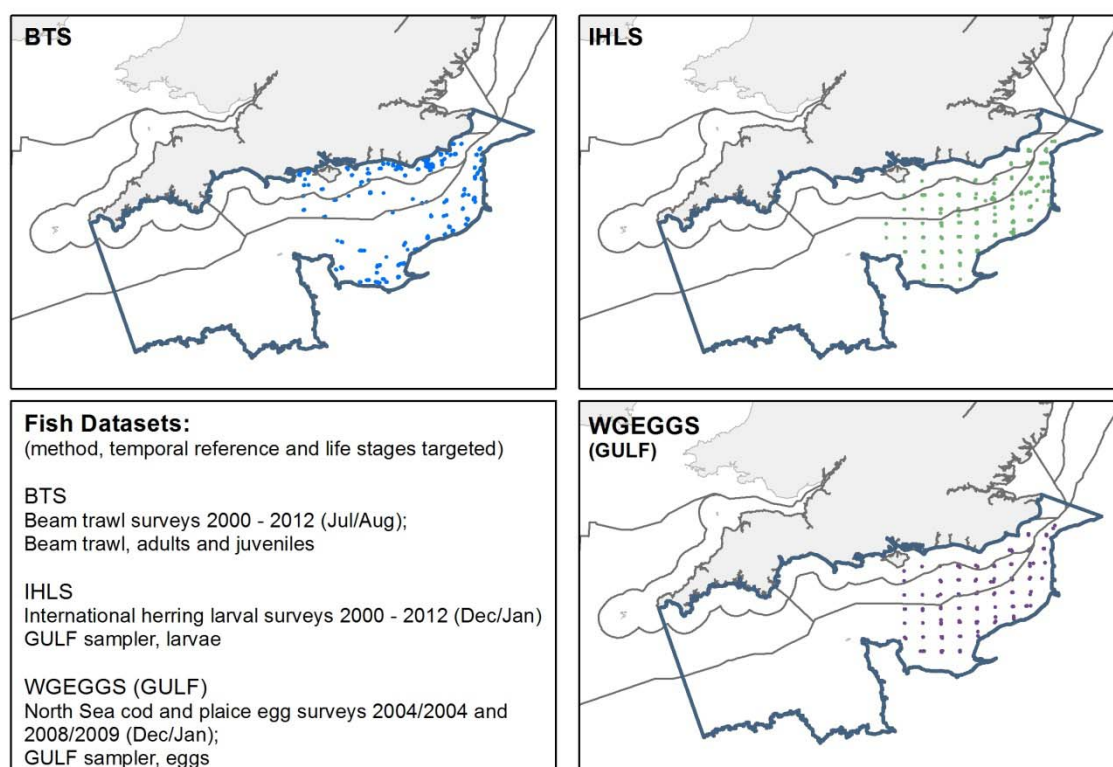 BTS
IHLS
Fish Datasets:
(method, temporal reference and life stages targeted)
BTS
Beam trawl surveys 2000 - 2012 (Jul/Aug);
Beam trawl, adults and juveniles
IHLS
International herring larval surveys 2000 - 2012 (Dec/Jan)
GULF sampler, larvae
WGEGGS (GULF)
North Sea cod and plaice egg surveys 2004/2004 and
2008/2009 (Dec/Jan);
GULF sampler, eggs
WGEGGS
(GULF)